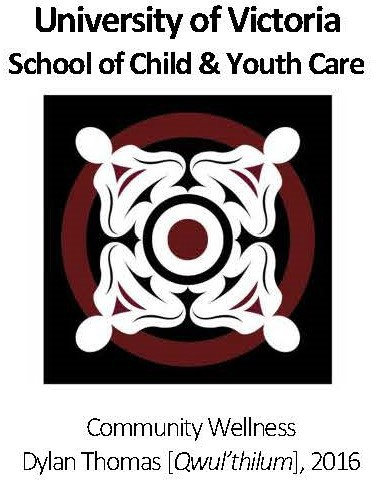 University of Victoria
School of Child & Youth Care
Community Wellness
Dylan Thomas [Qwul’thilum], 2016